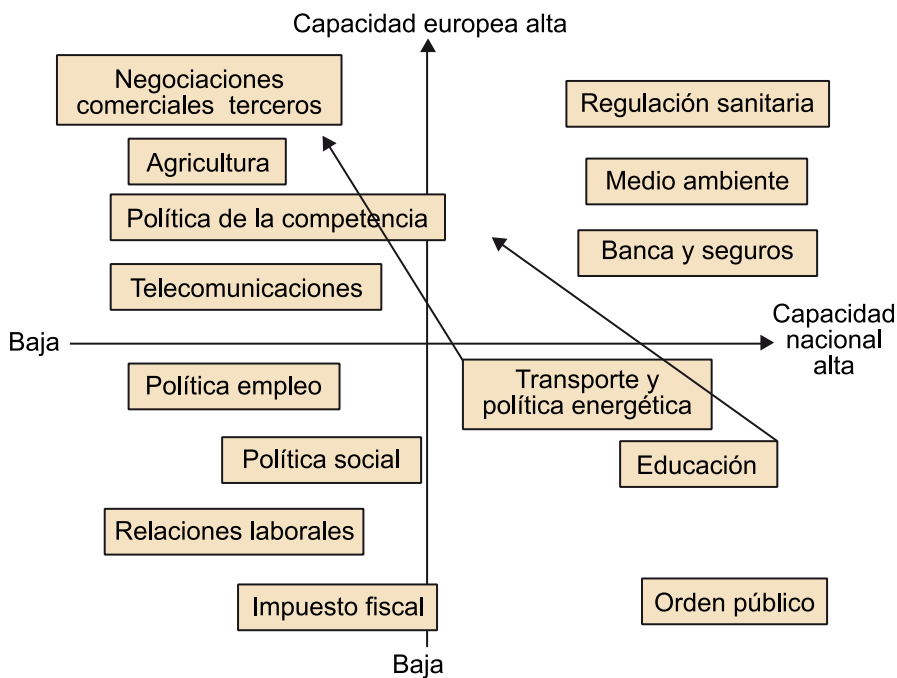 Capacidad europea alta
Negociaciones
comerciales terceros
Regulación sanitaria
Agricultura
Medio ambiente
Política de la competencia
Banca y seguros
Telecomunicaciones
Baja
Capacidad
nacional
alta
Política empleo
Transporte y
política energética
Política social
Educación
Relaciones laborales
Impuesto fiscal
Orden público
Baja